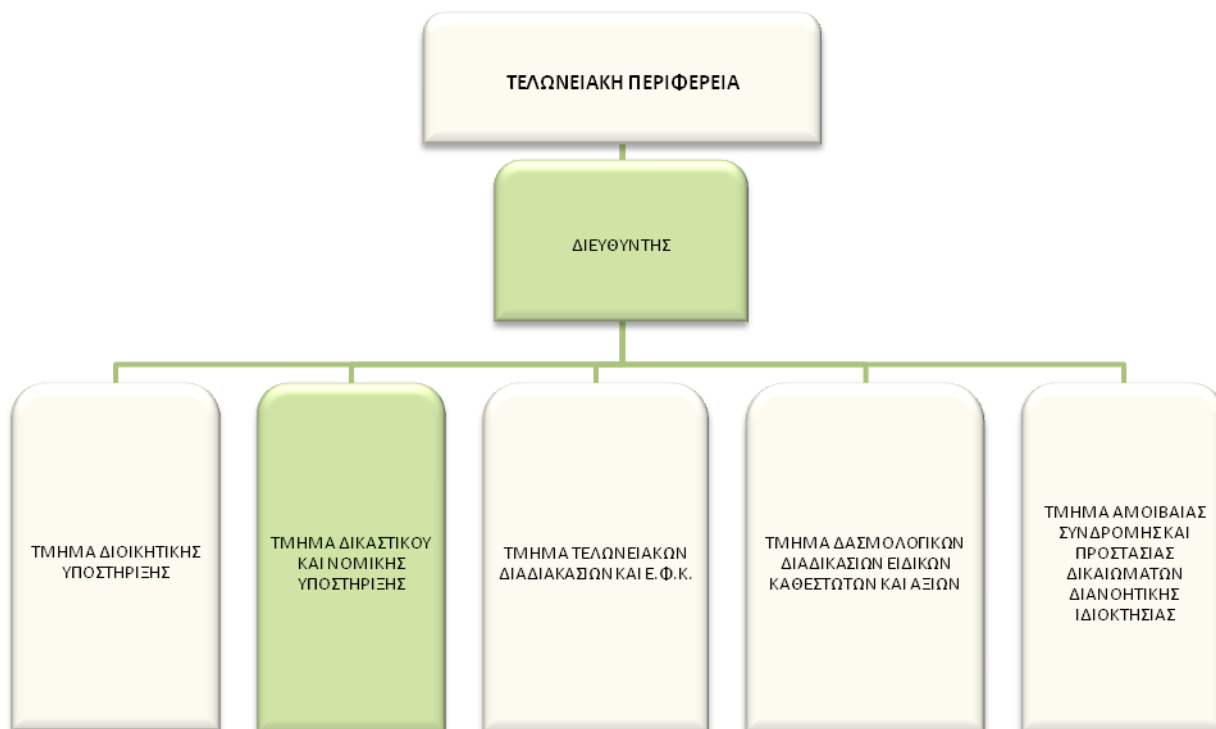 ΤΕΛΩΝΕΙΑΚΗ ΠΕΡΙΦΕΡΕΙΑ
ΔΙΕΥΘΥΝΤΗΣ
ΤΜΗΜΑ ΔΙΟΙΚΗΤΙΚΗΣ
ΥΠΟΣΤΗΡΙΞΗΣ
ΤΜΗΜΑ ΔΙΚΑΣΤΙΚΟΥ
ΚΑΙ ΝΟΜΙΚΗΣ
ΥΠΟΣΤΗΡΙΞΗΣ
ΤΜΗΜΑ ΤΕΛΩΝΕΙΑΚΩΝ
ΔΙΑΔΙΑΚΑΣΙΩΝ ΚΑΙ Ε.Φ.Κ.
ΤΜΗΜΑ ΔΑΣΜΟΛΟΓΙΚΩΝ
ΔΙΑΔΙΚΑΣΙΩΝ ΕΙΔΙΚΩΝ
ΚΑΘΕΣΤΩΤΩΝ ΚΑΙ ΑΞΙΩΝ
ΤΜΗΜΑ ΑΜΟΙΒΑΙΑΣ
ΣΥΝΔΡΟΜΗΣ ΚΑΙ
ΠΡΟΣΤΑΣΙΑΣ
ΔΙΚΑΙΩΜΑΤΩΝ
ΔΙΑΝΟΗΤΙΚΗΣ
ΙΔΙΟΚΤΗΣΙΑΣ